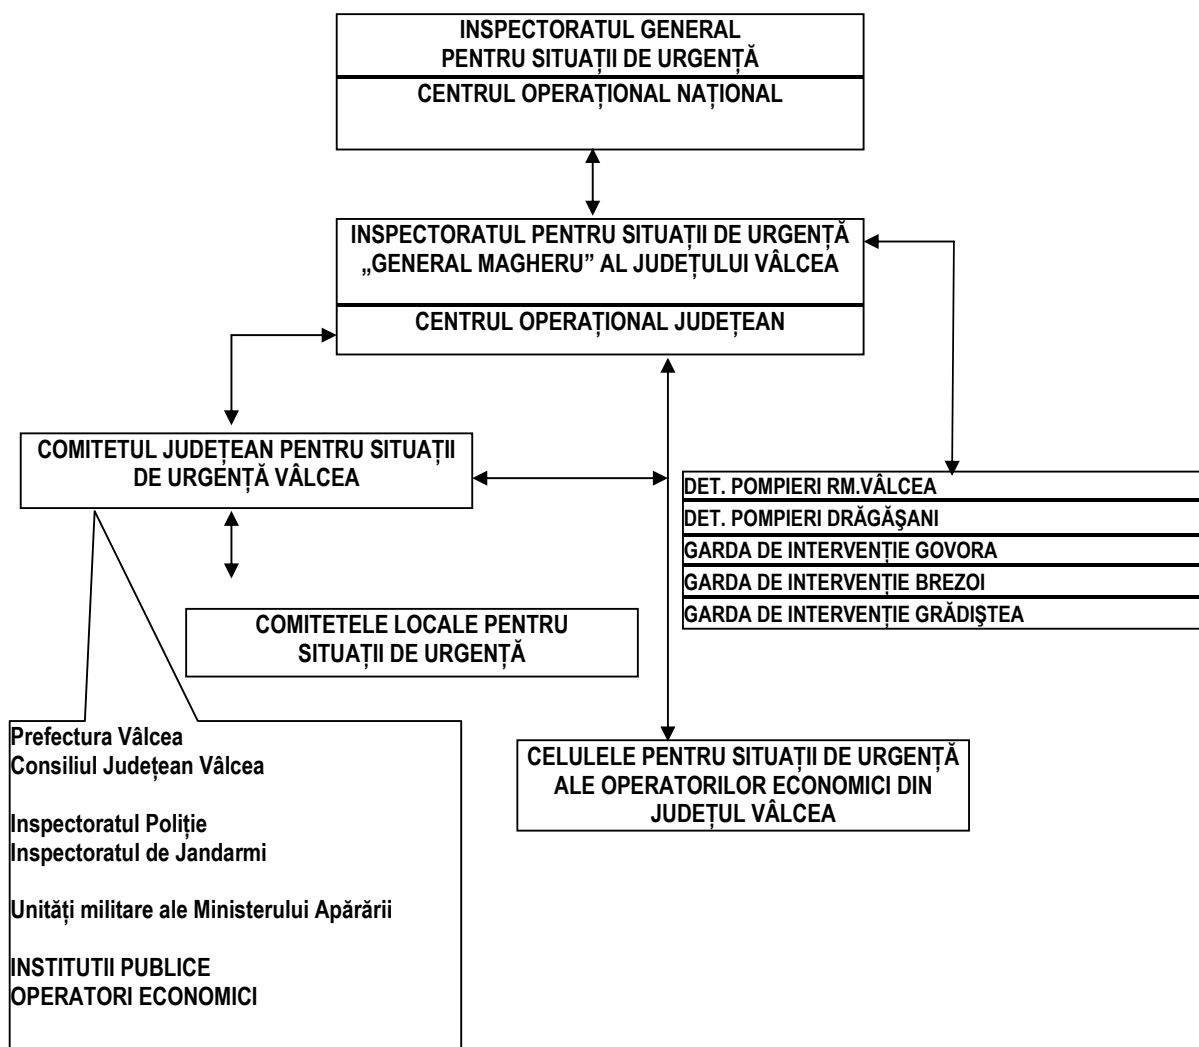 INSPECTORATUL GENERAL
PENTRU SITUAȚII DE URGENȚĂ
CENTRUL OPERAȚIONAL NAȚIONAL
INSPECTORATUL PENTRU SITUAȚII DE URGENȚĂ
„GENERAL MAGHERU” AL JUDEȚULUI VÂLCEA
CENTRUL OPERAȚIONAL JUDEȚEAN
COMITETUL JUDEȚEAN PENTRU SITUAȚII
DE URGENȚĂ VÂLCEA
DET. POMPIERI RM.VÂLCEA
DET. POMPIERI DRĂGĂŞANI
GARDA DE INTERVENȚIE GOVORA
GARDA DE INTERVENȚIE BREZOI
GARDA DE INTERVENȚIE GRĂDIŞTEA
COMITETELE LOCALE PENTRU
SITUAȚII DE URGENȚĂ
Prefectura Vâlcea
Consiliul Județean Vâlcea
Inspectoratul Poliție
Inspectoratul de Jandarmi
Unități militare ale Ministerului Apărării
INSTITUTII PUBLICE
OPERATORI ECONOMICI
CELULELE PENTRU SITUAȚII DE URGENȚĂ
ALE OPERATORILOR ECONOMICI DIN
JUDEȚUL VÂLCEA